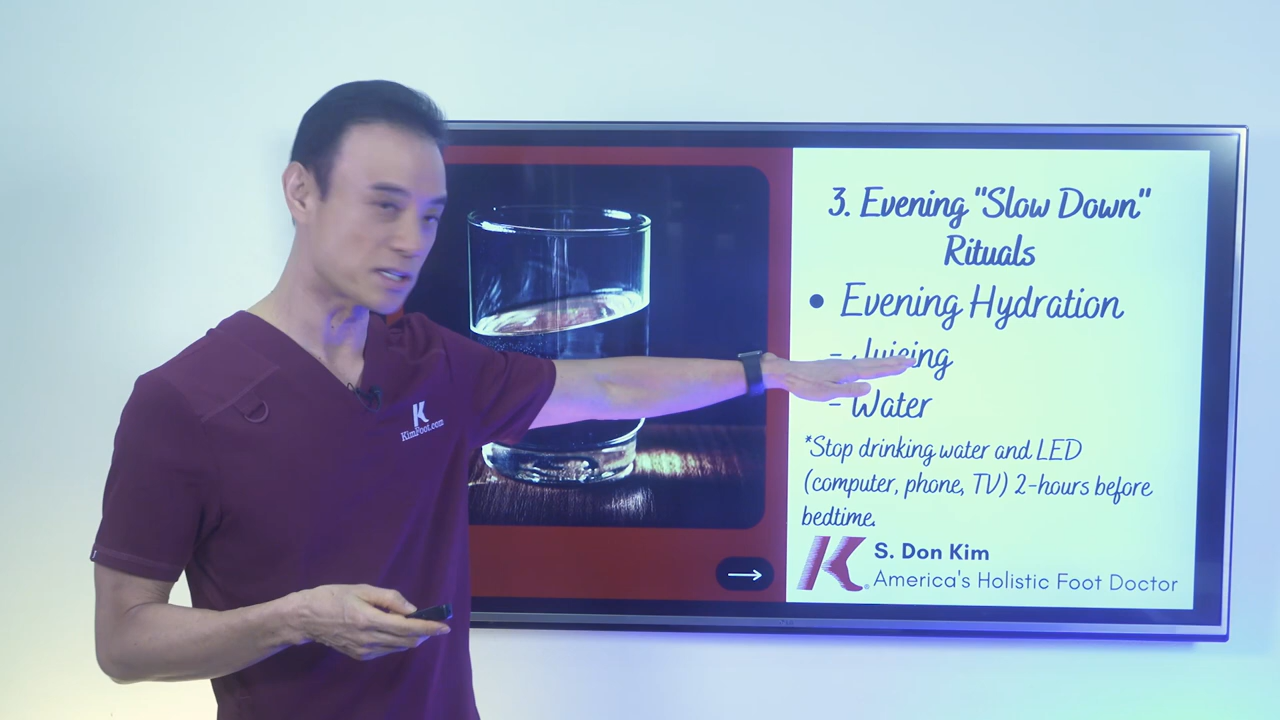 K
KimFoot.com
3. Evening "Slow Down"
Rituals
• Evening Hydration
- Juicing
- Water
*Stop drinking water and LED
(computer, phone, TV) 2-hours before
bedtime.
K® S. Don Kim
America's Holistic Foot Doctor